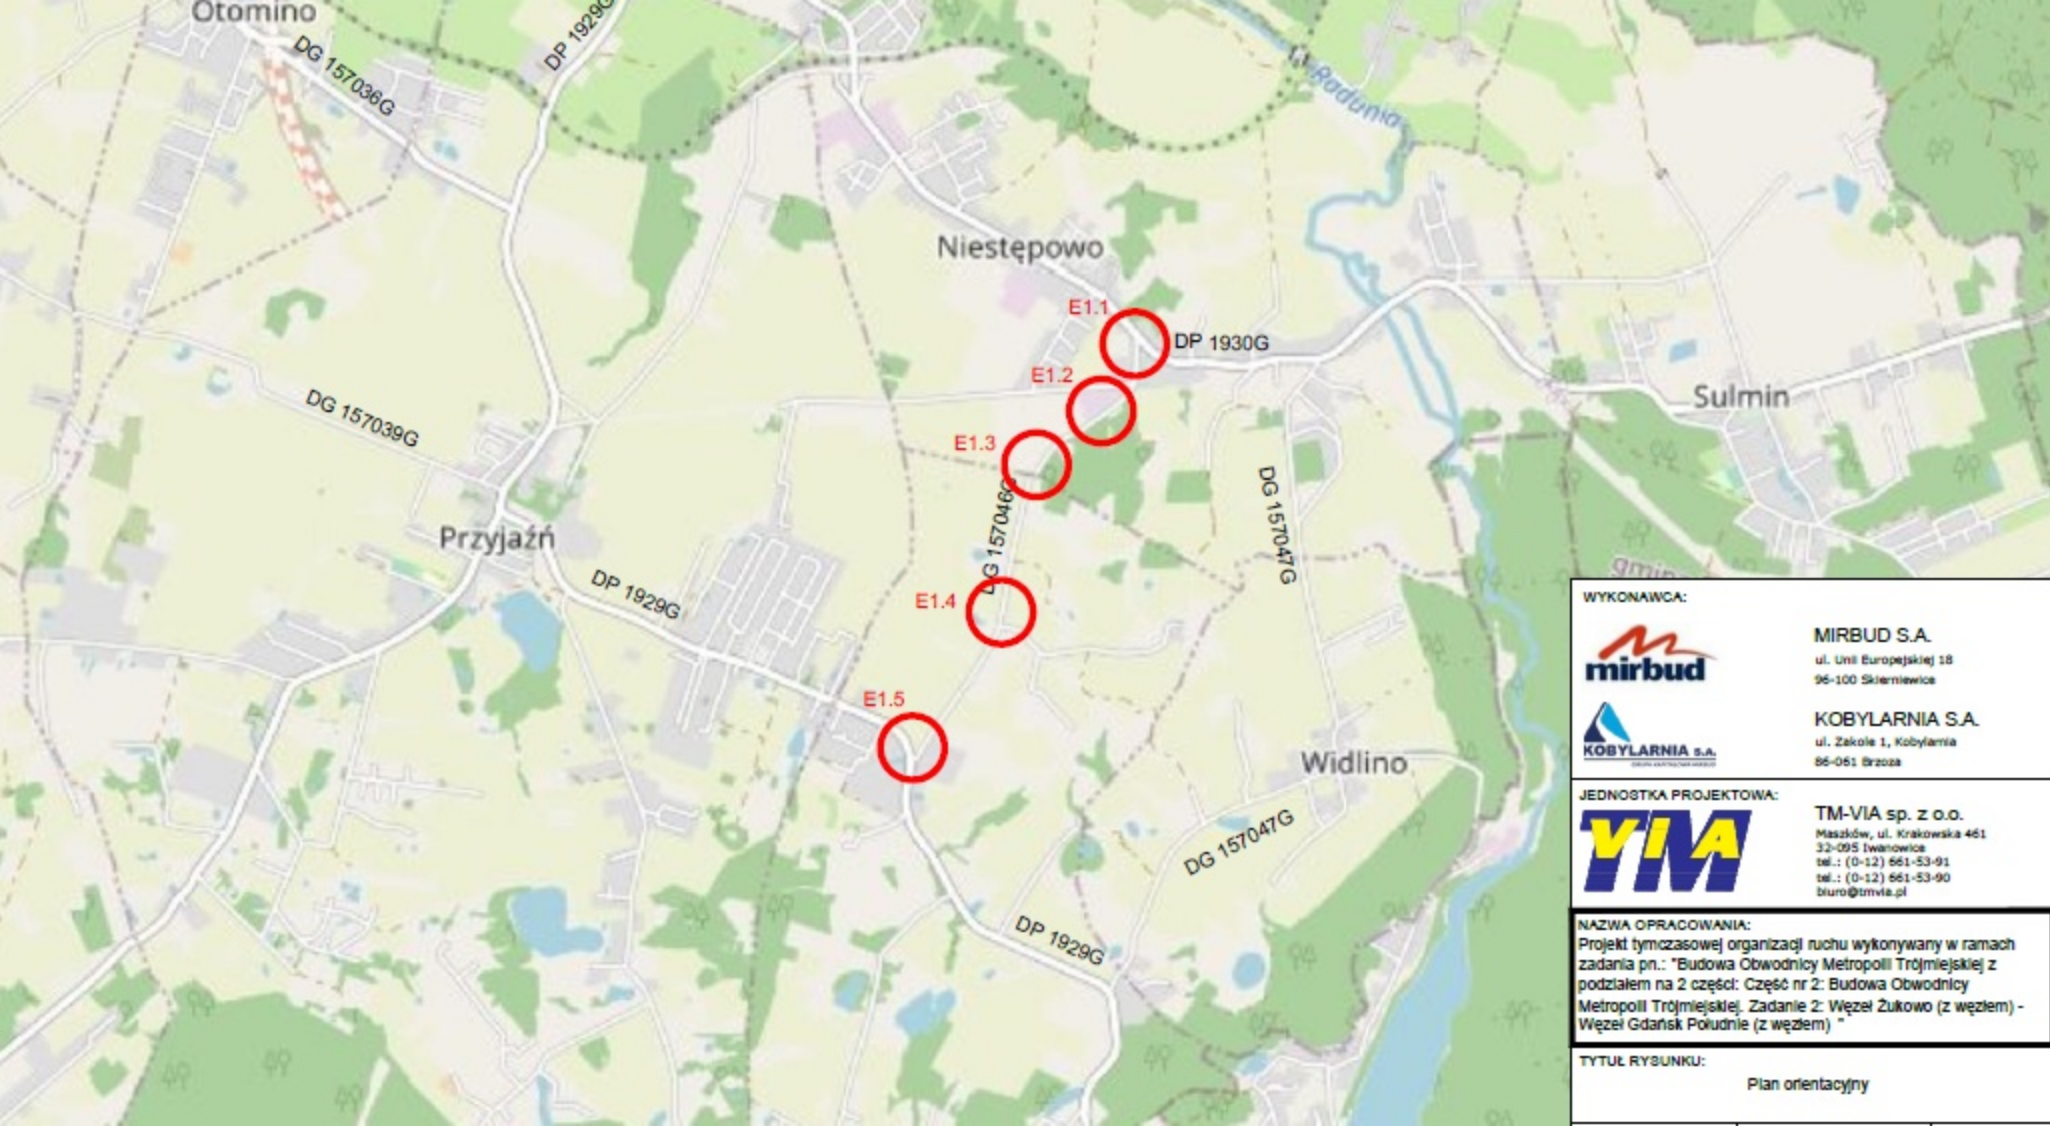 Otomino
DG 157036G
DP 1929G
Radunia
Niestępowo
E1.1
DP 1930G
E1.2
E1.3
DG 157046G
DG 157039G
Sulmin
DG 157047G
Przyjaźń
DP 1929G
E1.4
E1.5
Widlino
DG 157047G
DP 1929G
gmina
WYKONAWCA:
mirbud
MIRBUD S.A.
ul. Unii Europejskiej 18
96-100 Skierniewice
KOBYLARNIA S.A.
KOBYLARNIA S.A.
ul. Zakole 1, Kobylarnia
86-061 Brzoza
JEDNOSTKA PROJEKTOWA:
TM VIA
TM-VIA sp. z o.o.
Maszków, ul. Krakowska 461
32-095 Iwanowice
tel.: (0-12) 661-53-91
tel.: (0-12) 661-53-90
biuro@tmvia.pl
NAZWA OPRACOWANIA:
Projekt tymczasowej organizacji ruchu wykonywany w ramach
zadania pn.: "Budowa Obwodnicy Metropolii Trójmiejskiej z
podziałem na 2 części: Część nr 2: Budowa Obwodnicy
Metropolii Trójmiejskiej. Zadanie 2: Węzeł Żukowo (z węzłem) -
Węzeł Gdańsk Południe (z węzłem) "
TYTUŁ RYSUNKU:
Plan orientacyjny